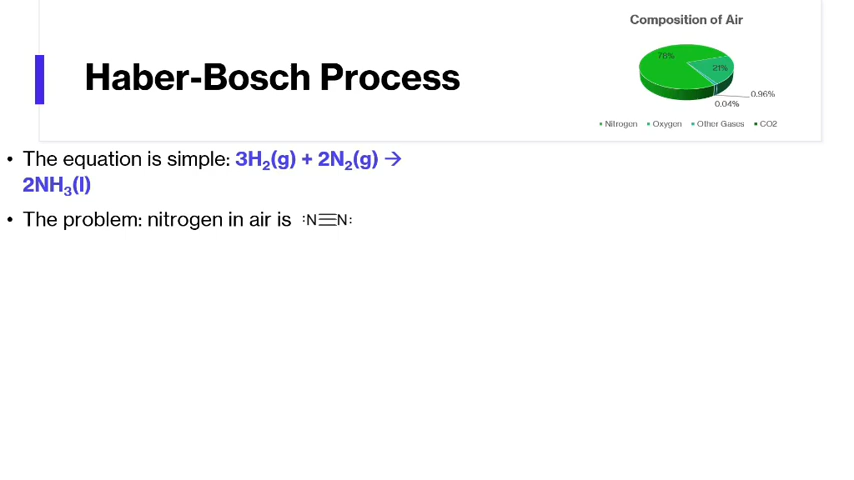 Composition of Air
Haber-Bosch Process
78%
21%
0.96%
0.04%
▪ Nitrogen ▪ Oxygen ▪ Other Gases ▪ CO2
• The equation is simple: 3H₂(g) + 2N₂(g) →
2NH₃(l)
• The problem: nitrogen in air is :N≡N: